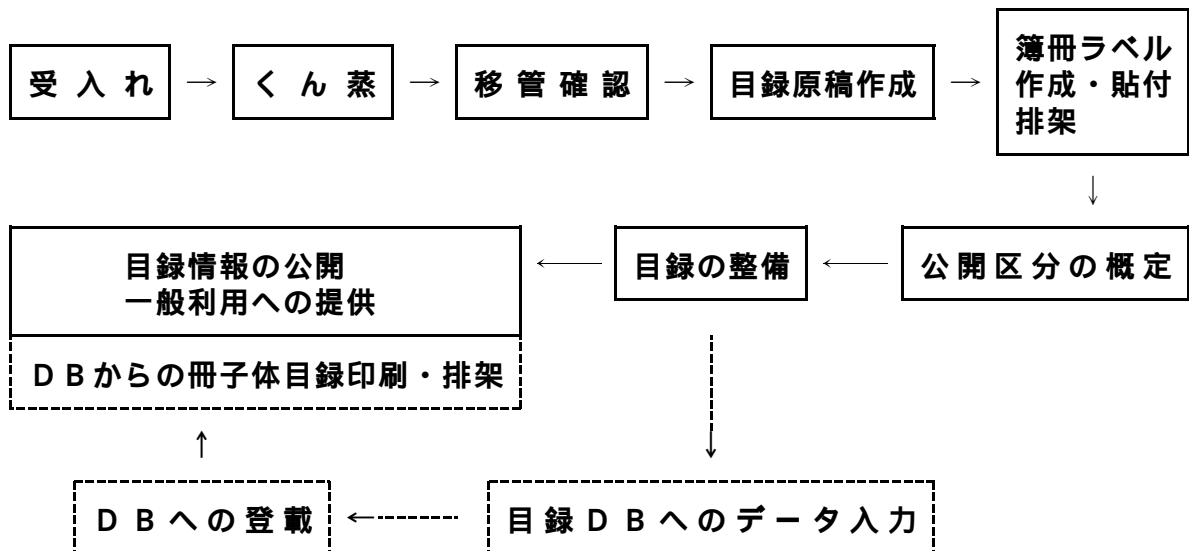 受入れ
くん蒸
移管確認
目録原稿作成
簿冊ラベル
作成・貼付
排架
公開区分の概定
目録の整備
目録情報の公開
一般利用への提供
ＤＢからの冊子体目録印刷・排架
目録ＤＢへのデータ入力
ＤＢへの登載